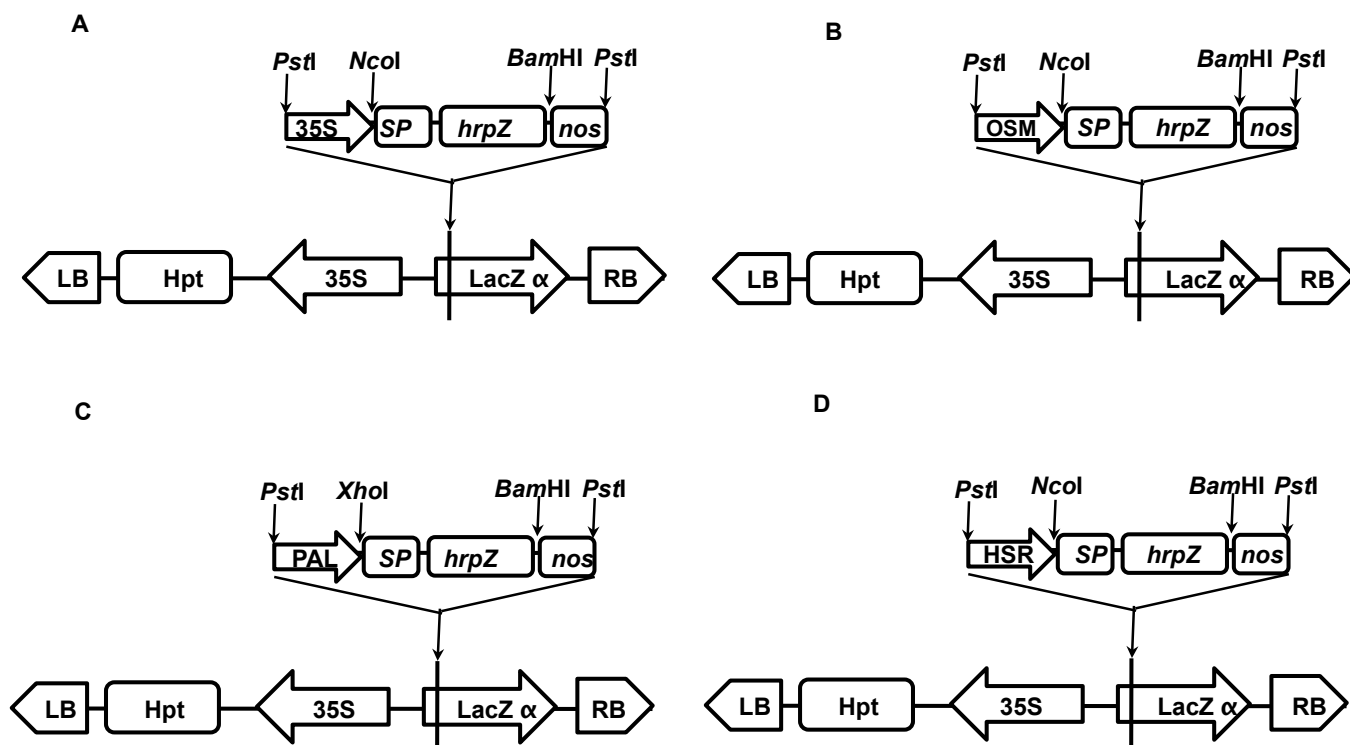 A
PstI NcoI BamHI PstI
35S SP hrpZ nos
LB Hpt 35S LacZ α RB
B
PstI NcoI BamHI PstI
OSM SP hrpZ nos
LB Hpt 35S LacZ α RB
C
PstI XhoI BamHI PstI
PAL SP hrpZ nos
LB Hpt 35S LacZ α RB
D
PstI NcoI BamHI PstI
HSR SP hrpZ nos
LB Hpt 35S LacZ α RB